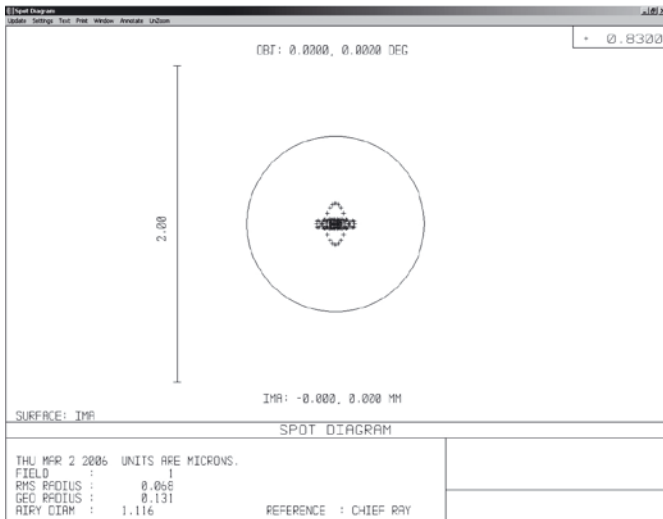 Spot Diagram
Update Settings Text Print Window Annotate UnZoom
+ 0.8300
OBJ: 0.0000, 0.0000 DEG
2.00
IMA: -0.000, 0.000 MM
SURFACE: IMA
SPOT DIAGRAM
THU MAR 2 2006 UNITS ARE MICRONS.
FIELD : 1
RMS RADIUS : 0.068
GEO RADIUS : 0.131
AIRY DIAM : 1.116 REFERENCE : CHIEF RAY